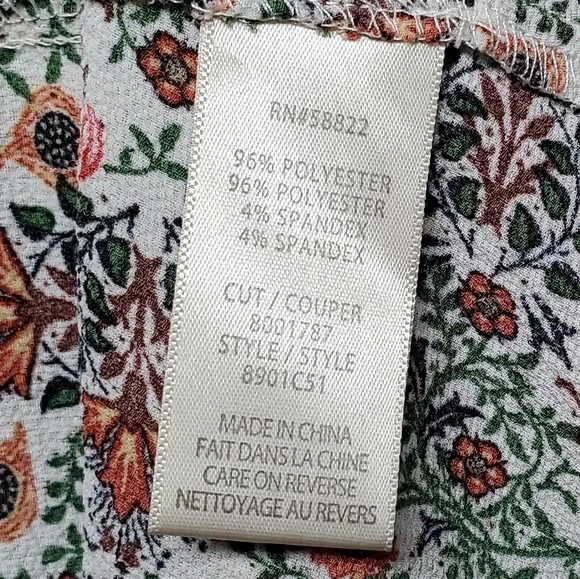 RN#58822
96% POLYESTER
96% POLYESTER
4% SPANDEX
4% SPANDEX
CUT / COUPER
8001787
STYLE / STYLE
8901C51
MADE IN CHINA
FAIT DANS LA CHINE
CARE ON REVERSE
NETTOYAGE AU REVERS